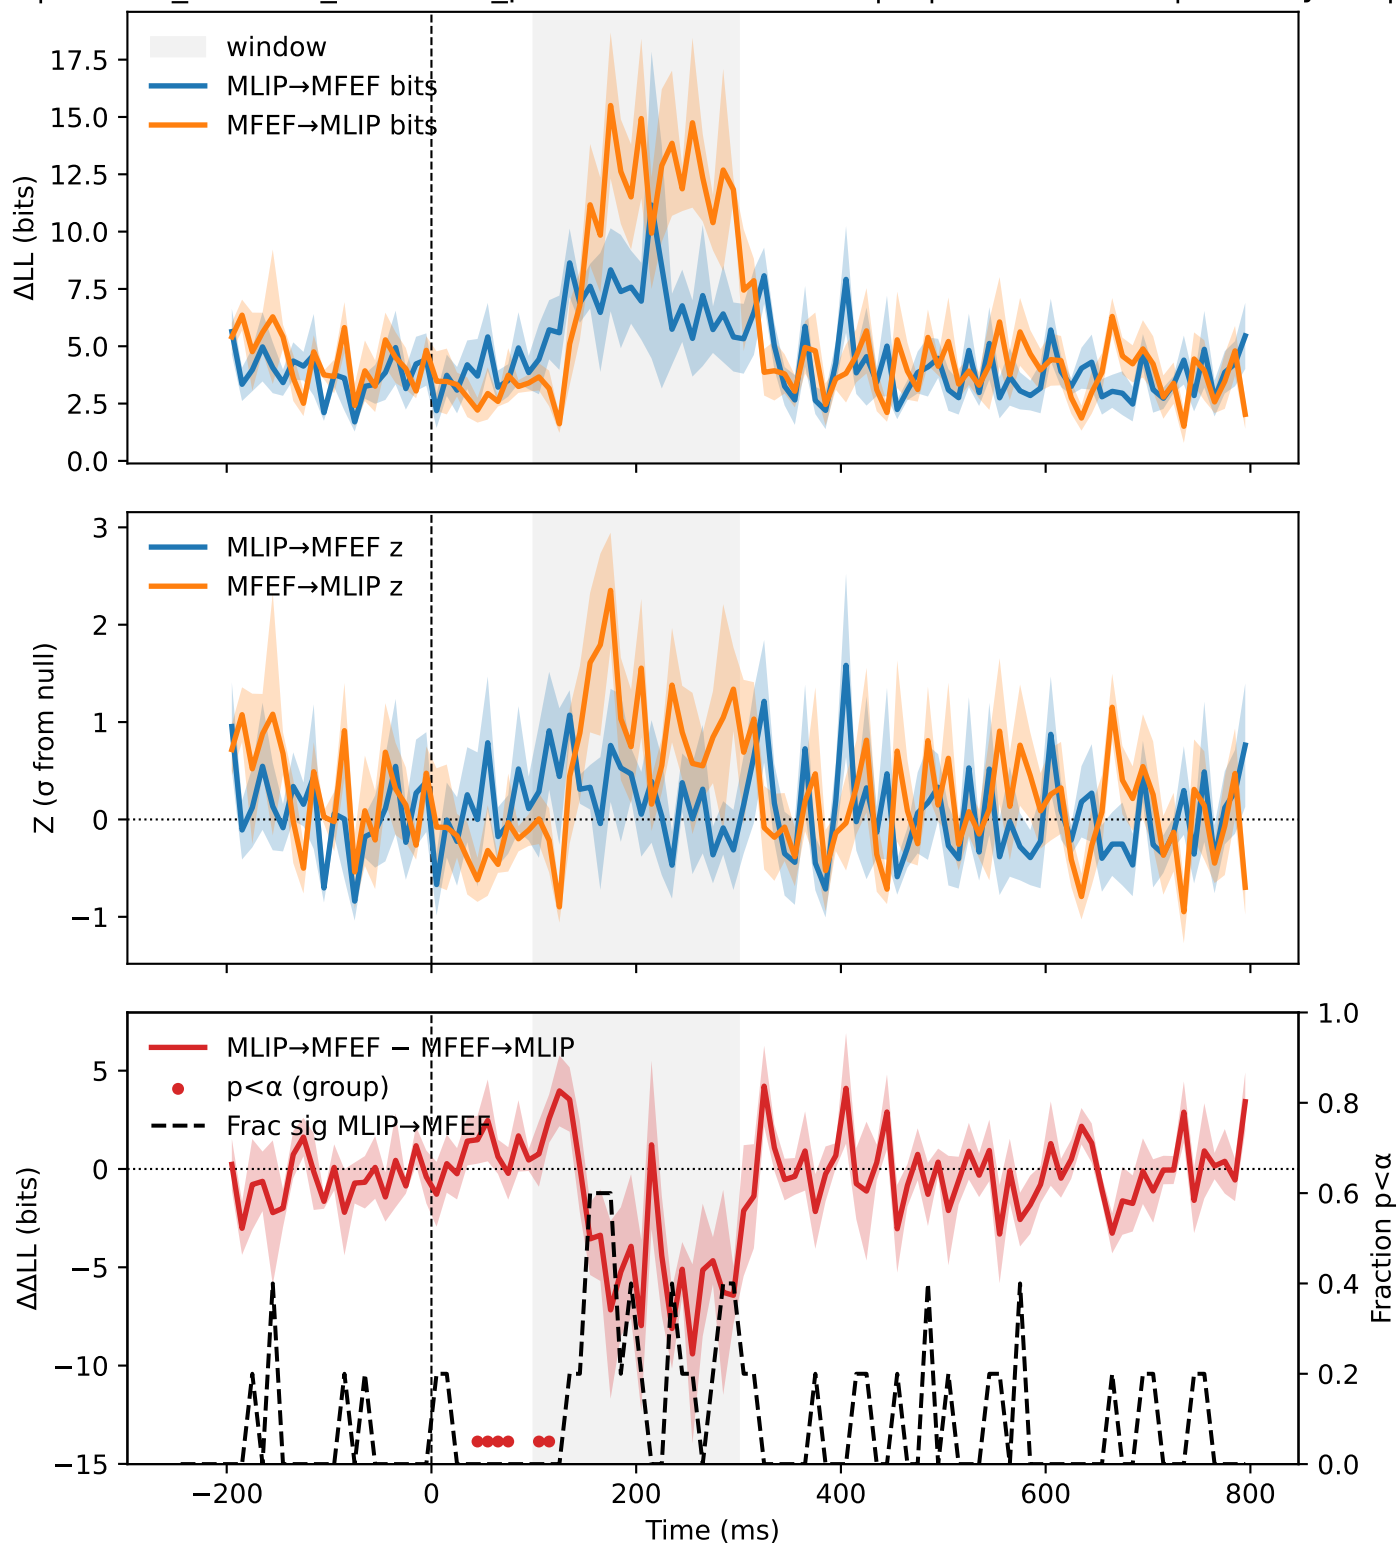 17.5
15.0
12.5
10.0
7.5
5.0
2.5
0.0
ΔLL (bits)
window
MLIP→MFEF bits
MFEF→MLIP bits
3
2
1
0
−1
Z (σ from null)
MLIP→MFEF z
MFEF→MLIP z
5
0
−5
−10
−15
ΔΔLL (bits)
MLIP→MFEF − MFEF→MLIP
p<α (group)
Frac sig MLIP→MFEF
1.0
0.8
0.6
0.4
0.2
0.0
Fraction p<α
−200 0 200 400 600 800
Time (ms)